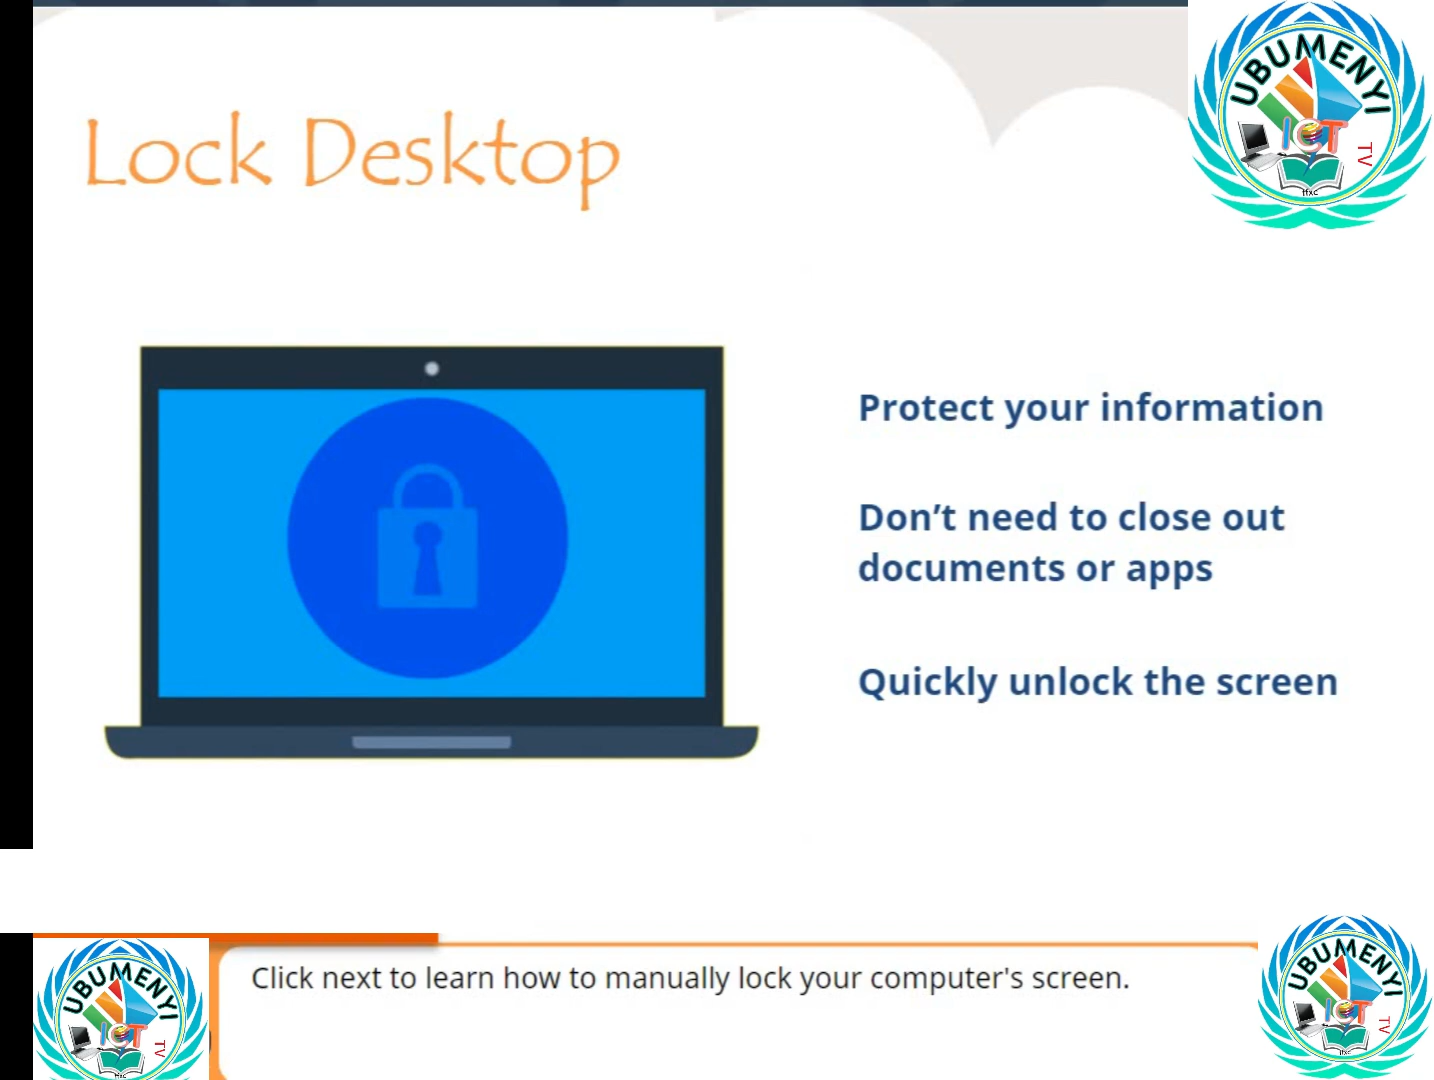 UBUMENYI
ICT
TV
Lock Desktop
Protect your information
Don’t need to close out
documents or apps
Quickly unlock the screen
Click next to learn how to manually lock your computer's screen.
UBUMENYI
ICT
TV
UBUMENYI
ICT
TV